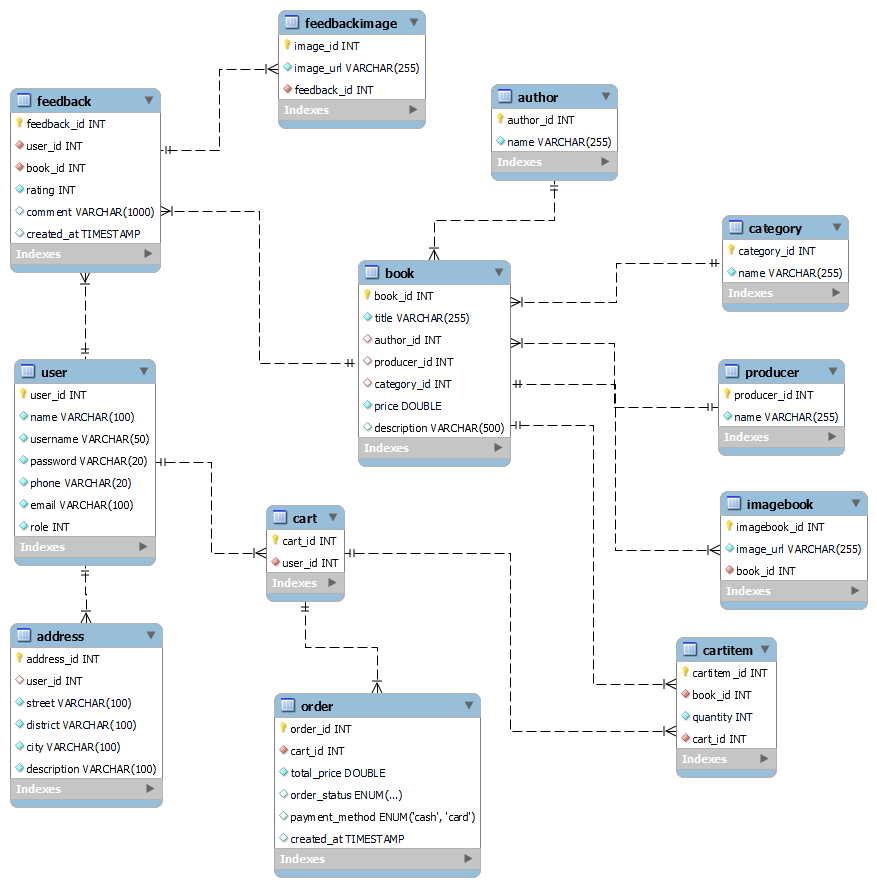 feedbackimage
image_id INT
image_url VARCHAR(255)
feedback_id INT
Indexes
feedback
feedback_id INT
user_id INT
book_id INT
rating INT
comment VARCHAR(1000)
created_at TIMESTAMP
Indexes
author
author_id INT
name VARCHAR(255)
Indexes
category
category_id INT
name VARCHAR(255)
Indexes
book
book_id INT
title VARCHAR(255)
author_id INT
producer_id INT
category_id INT
price DOUBLE
description VARCHAR(500)
Indexes
user
user_id INT
name VARCHAR(100)
username VARCHAR(50)
password VARCHAR(20)
phone VARCHAR(20)
email VARCHAR(100)
role INT
Indexes
producer
producer_id INT
name VARCHAR(255)
Indexes
imagebook
imagebook_id INT
image_url VARCHAR(255)
book_id INT
Indexes
cart
cart_id INT
user_id INT
Indexes
address
address_id INT
user_id INT
street VARCHAR(100)
district VARCHAR(100)
city VARCHAR(100)
description VARCHAR(100)
Indexes
cartitem
cartitem_id INT
book_id INT
quantity INT
cart_id INT
Indexes
order
order_id INT
cart_id INT
total_price DOUBLE
order_status ENUM(...)
payment_method ENUM('cash', 'card')
created_at TIMESTAMP
Indexes